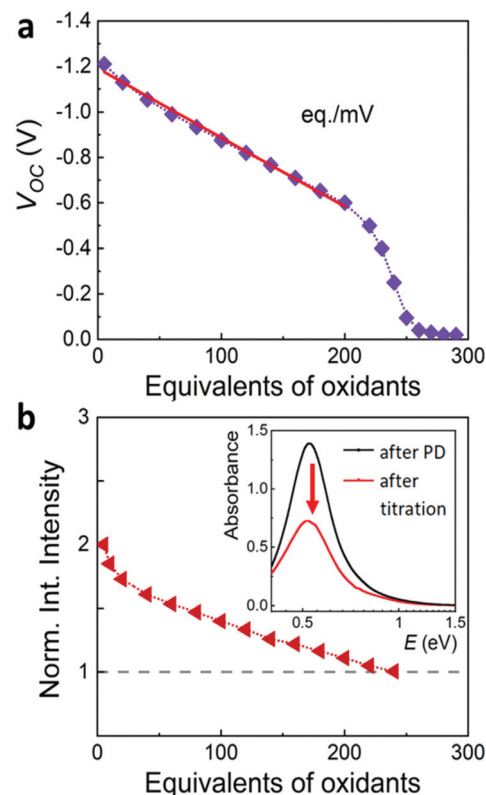 a
-1.4
-1.2
-1.0
-0.8
-0.6
-0.4
-0.2
0.0
V_OC (V)
eq./mV
0
100
200
300
Equivalents of oxidants
b
3
2
1
Norm. Int. Intensity
1.5
1.0
0.5
0.0
Absorbance
after PD
after
titration
0.5
1
1.5
E (eV)
0
100
200
300
Equivalents of oxidants